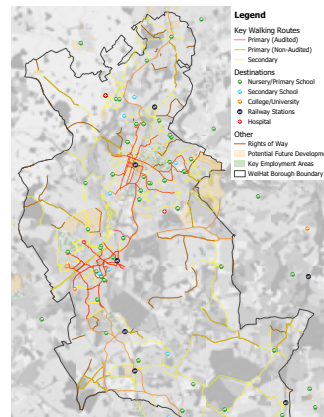 Legend
Key Walking Routes
Primary (Audited)
Primary (Non-Audited)
Secondary
Destinations
Nursery/Primary School
Secondary School
College/University
Railway Stations
Hospital
Other
Rights of Way
Potential Future Developme
Key Employment Areas
WelHat Borough Boundary